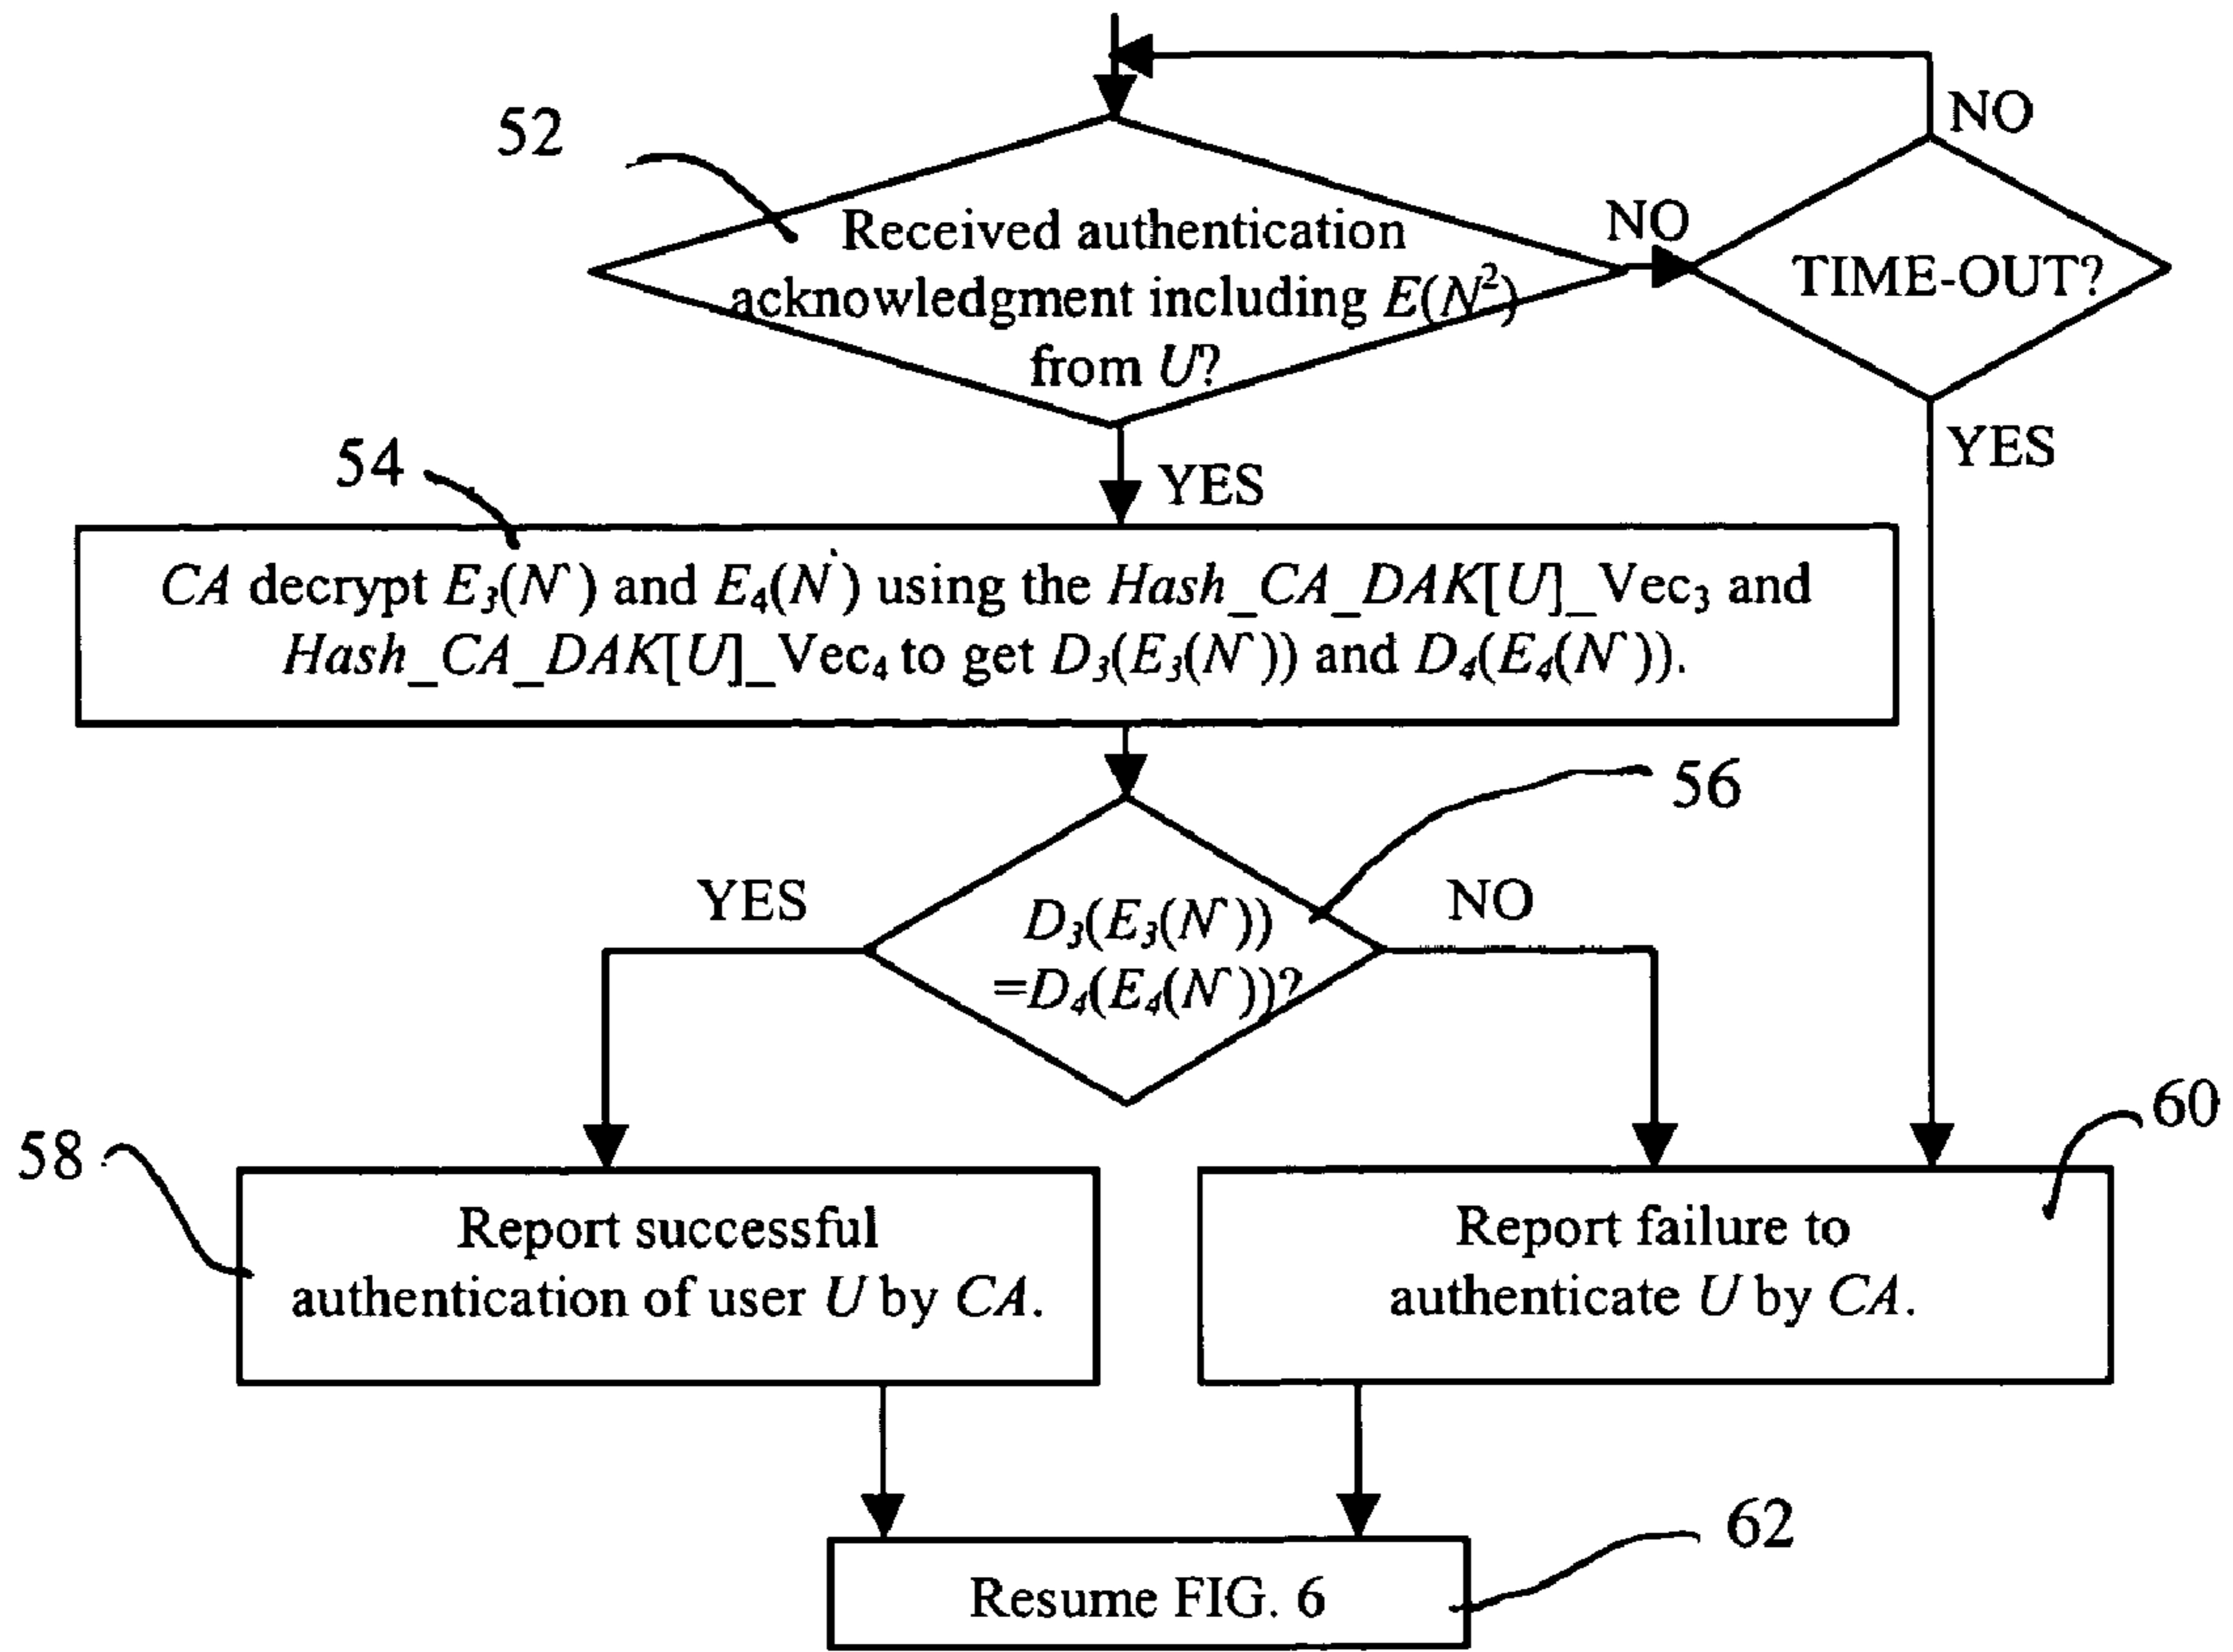 NO
52
Received authentication
NO
TIME-OUT?
acknowledgment including E(N²)
from U?
YES
54
YES
CA decrypt E₃(N`) and E₄(N`) using the Hash_CA_DAK[U]_Vec₃ and
Hash_CA_DAK[U]_Vec₄ to get D₃(E₃(N`)) and D₄(E₄(N`)).
56
YES
NO
D₃(E₃(N`))
=D₄(E₄(N`))?
60
58
Report successful
authentication of user U by CA.
Report failure to
authenticate U by CA.
62
Resume FIG. 6